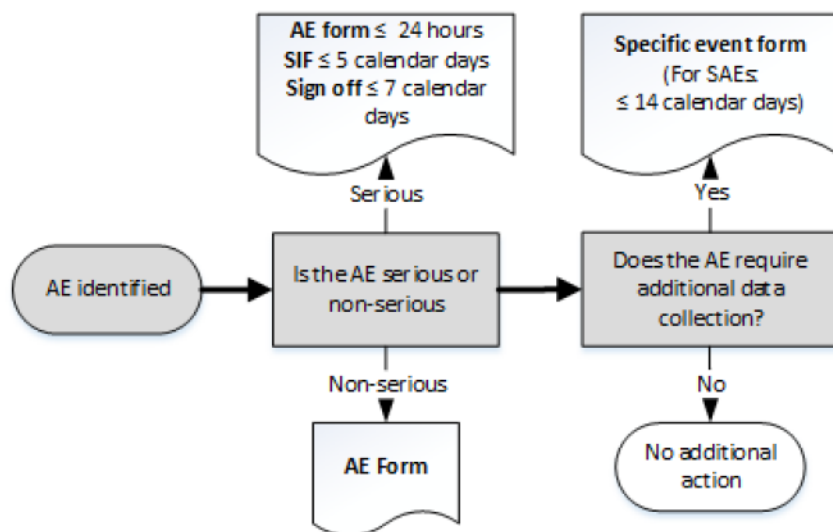 AE form ≤ 24 hours
SIF ≤ 5 calendar days
Sign off ≤ 7 calendar
days
Specific event form
(For SAEs:
≤ 14 calendar days)
Serious
Yes
AE identified
Is the AE serious or
non-serious
Does the AE require
additional data
collection?
Non-serious
No
AE Form
No additional
action